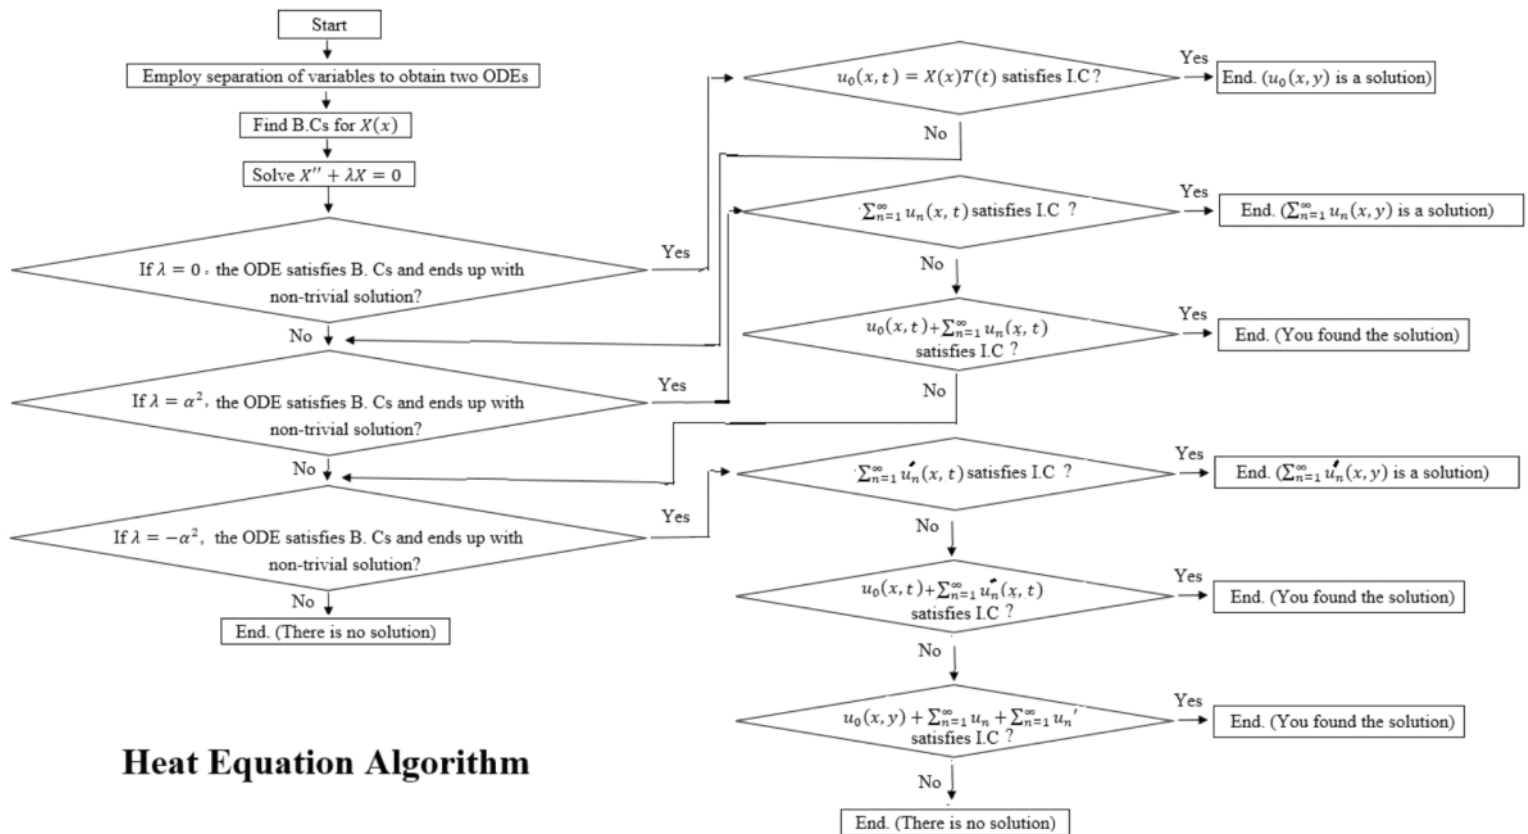 Start
Employ separation of variables to obtain two ODEs
Find B.Cs for X(x)
Solve X′′ + λX = 0
If λ = 0, the ODE satisfies B. Cs and ends up with
non-trivial solution?
Yes
No
If λ = α², the ODE satisfies B. Cs and ends up with
non-trivial solution?
Yes
No
If λ = −α², the ODE satisfies B. Cs and ends up with
non-trivial solution?
Yes
No
End. (There is no solution)
u₀(x, t) = X(x)T(t) satisfies I.C ?
Yes
End. (u₀(x, y) is a solution)
No
∑ₙ₌₁^∞ uₙ(x, t) satisfies I.C ?
Yes
End. (∑ₙ₌₁^∞ uₙ(x, y) is a solution)
No
u₀(x, t)+∑ₙ₌₁^∞ uₙ(x, t)
satisfies I.C ?
Yes
End. (You found the solution)
No
∑ₙ₌₁^∞ u′ₙ(x, t) satisfies I.C ?
Yes
End. (∑ₙ₌₁^∞ u′ₙ(x, y) is a solution)
No
u₀(x, t)+∑ₙ₌₁^∞ u′ₙ(x, t)
satisfies I.C ?
Yes
End. (You found the solution)
No
u₀(x, y) + ∑ₙ₌₁^∞ uₙ + ∑ₙ₌₁^∞ uₙ′
satisfies I.C ?
Yes
End. (You found the solution)
No
End. (There is no solution)
Heat Equation Algorithm